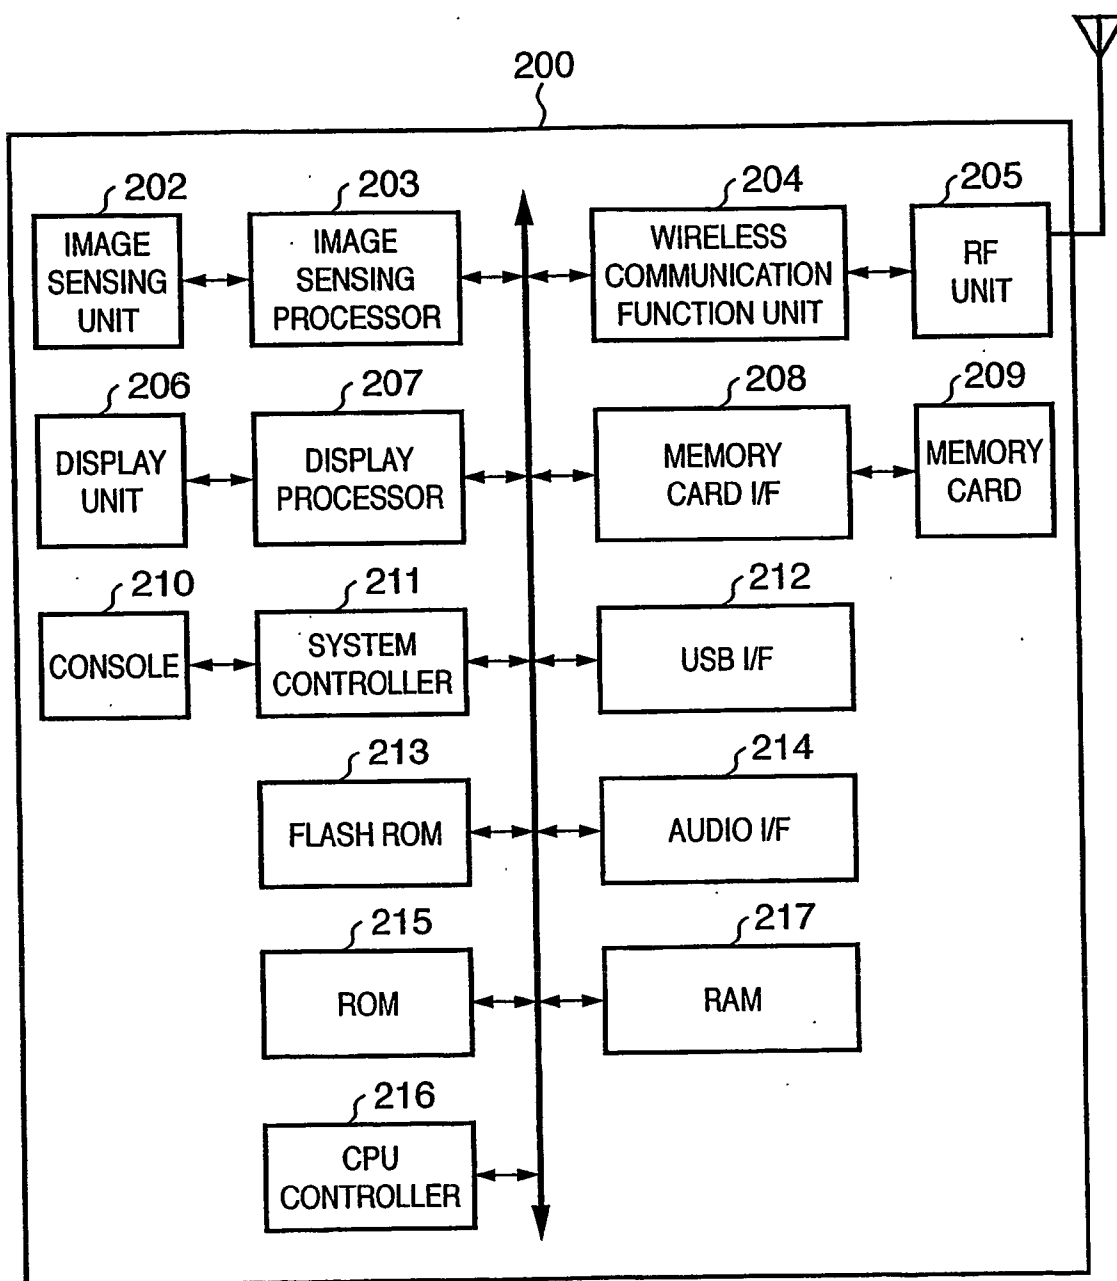 200
202
IMAGE
SENSING
UNIT
203
IMAGE
SENSING
PROCESSOR
204
WIRELESS
COMMUNICATION
FUNCTION UNIT
205
RF
UNIT
206
DISPLAY
UNIT
207
DISPLAY
PROCESSOR
208
MEMORY
CARD I/F
209
MEMORY
CARD
210
CONSOLE
211
SYSTEM
CONTROLLER
212
USB I/F
213
FLASH ROM
214
AUDIO I/F
215
ROM
217
RAM
216
CPU
CONTROLLER